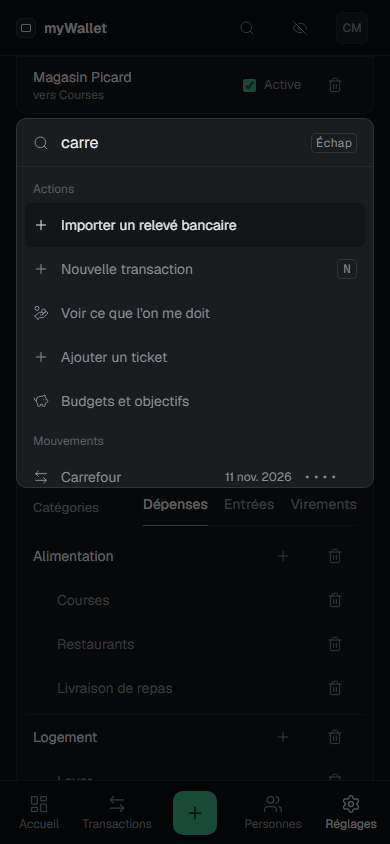 myWallet
CM
Magasin Picard
vers Courses
Active
carre
Échap
Actions
Importer un relevé bancaire
Nouvelle transaction
N
Voir ce que l'on me doit
Ajouter un ticket
Budgets et objectifs
Mouvements
Carrefour
11 nov. 2026
••••
Catégories
Dépenses
Entrées
Virements
Alimentation
Courses
Restaurants
Livraison de repas
Logement
Loyer
Accueil
Transactions
Personnes
Réglages